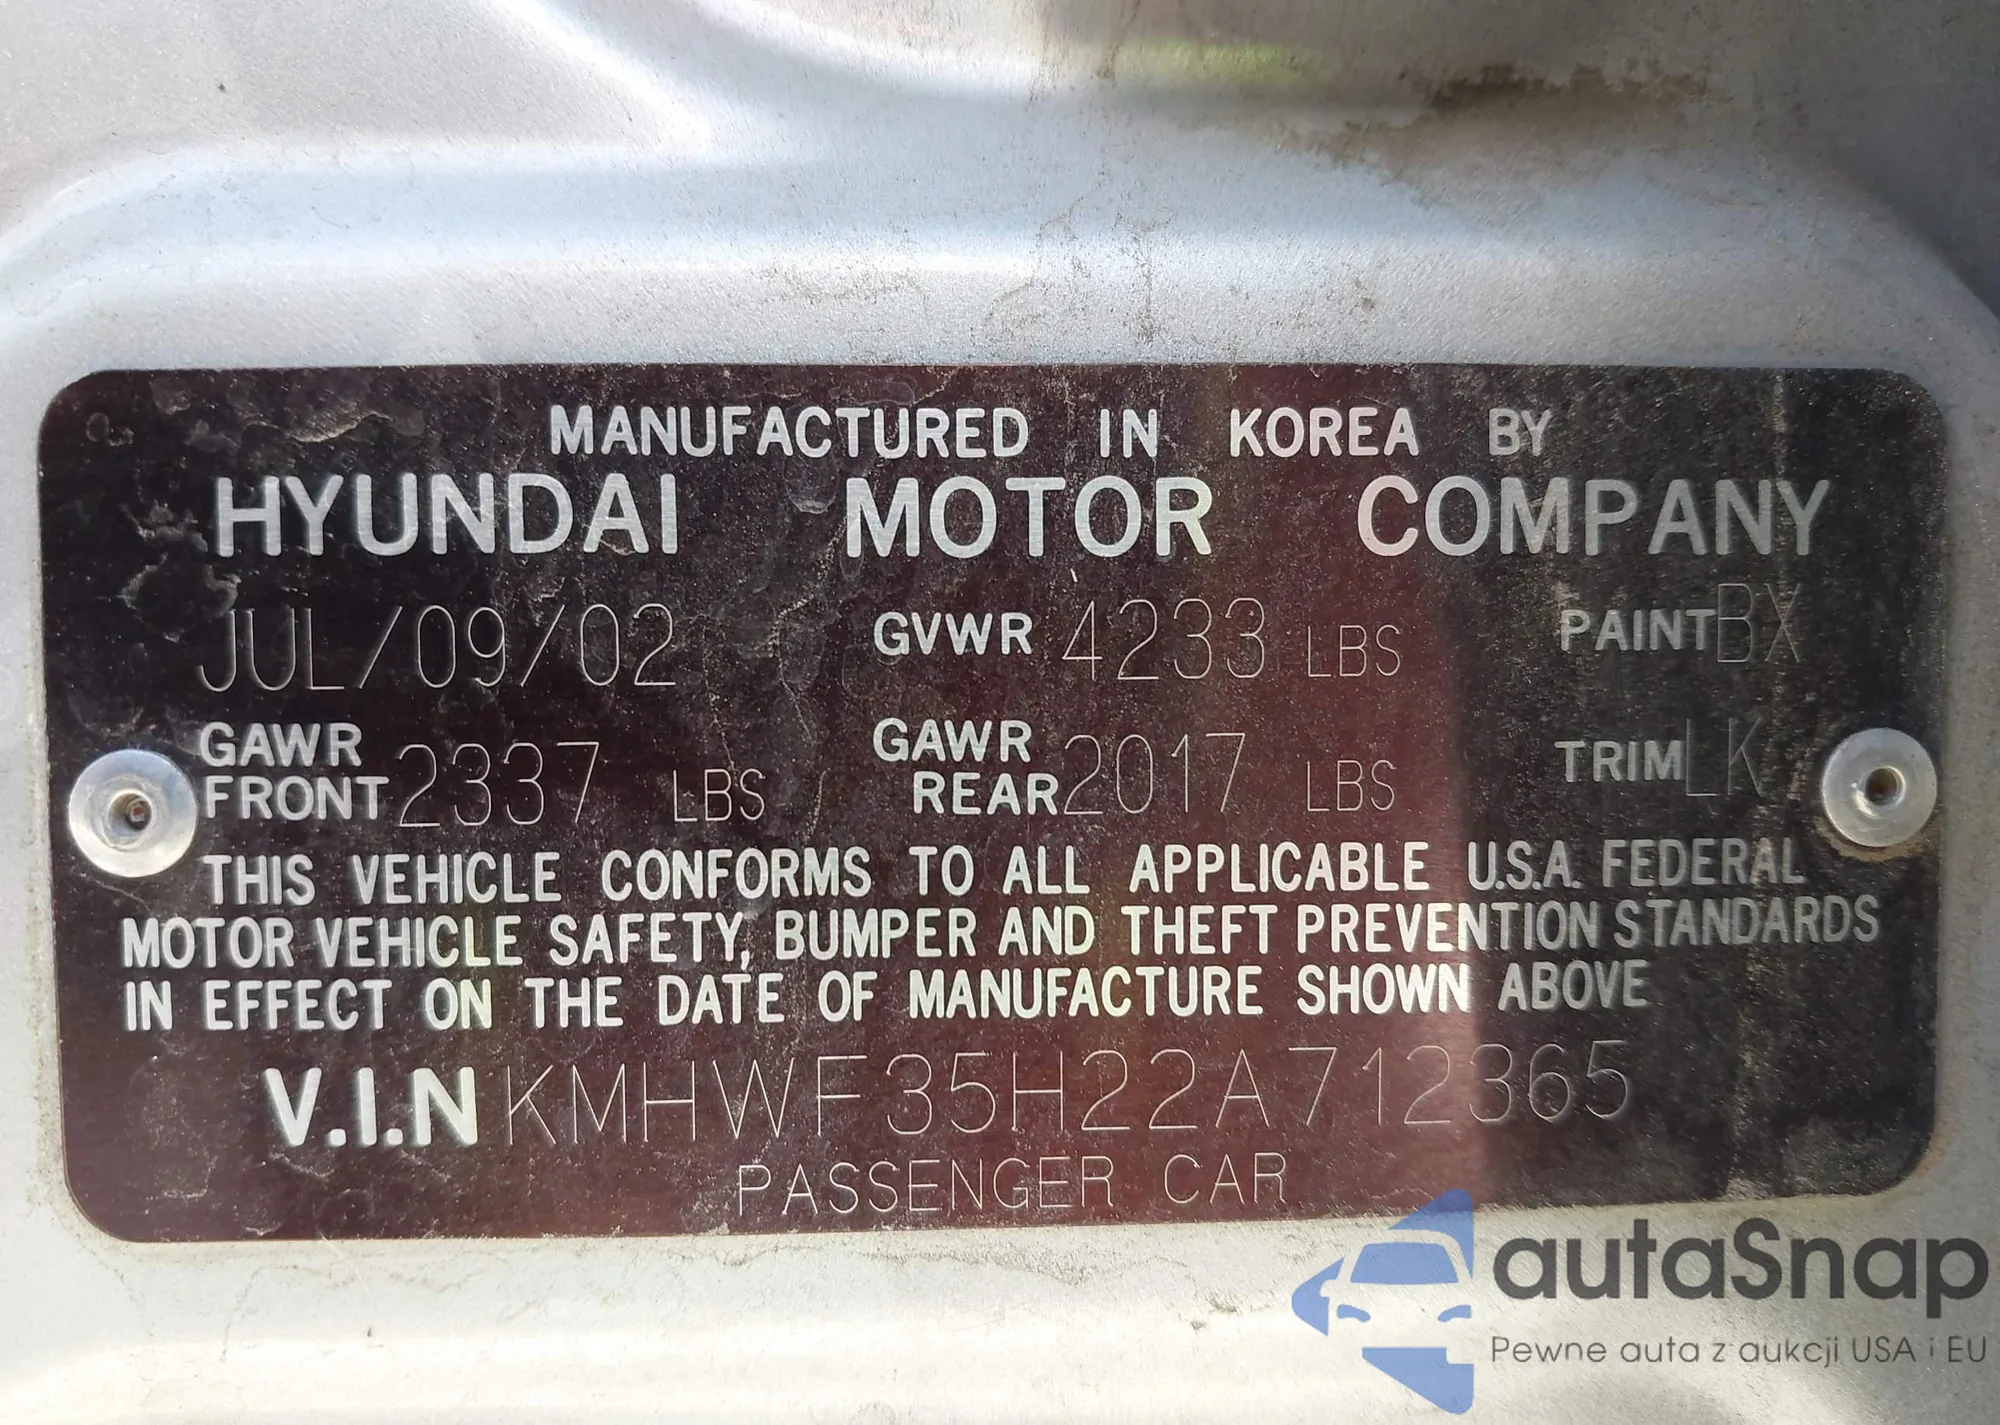 MANUFACTURED IN KOREA BY
HYUNDAI MOTOR COMPANY
JUL/09/02 GVWR 4233 LBS PAINT BX
GAWR FRONT 2337 LBS GAWR REAR 2017 LBS TRIM LK
THIS VEHICLE CONFORMS TO ALL APPLICABLE U.S.A. FEDERAL
MOTOR VEHICLE SAFETY, BUMPER AND THEFT PREVENTION STANDARDS
IN EFFECT ON THE DATE OF MANUFACTURE SHOWN ABOVE
V.I.N KMHWF35H22A712365
PASSENGER CAR
autaSnap
Pewne auta z aukcji USA i EU